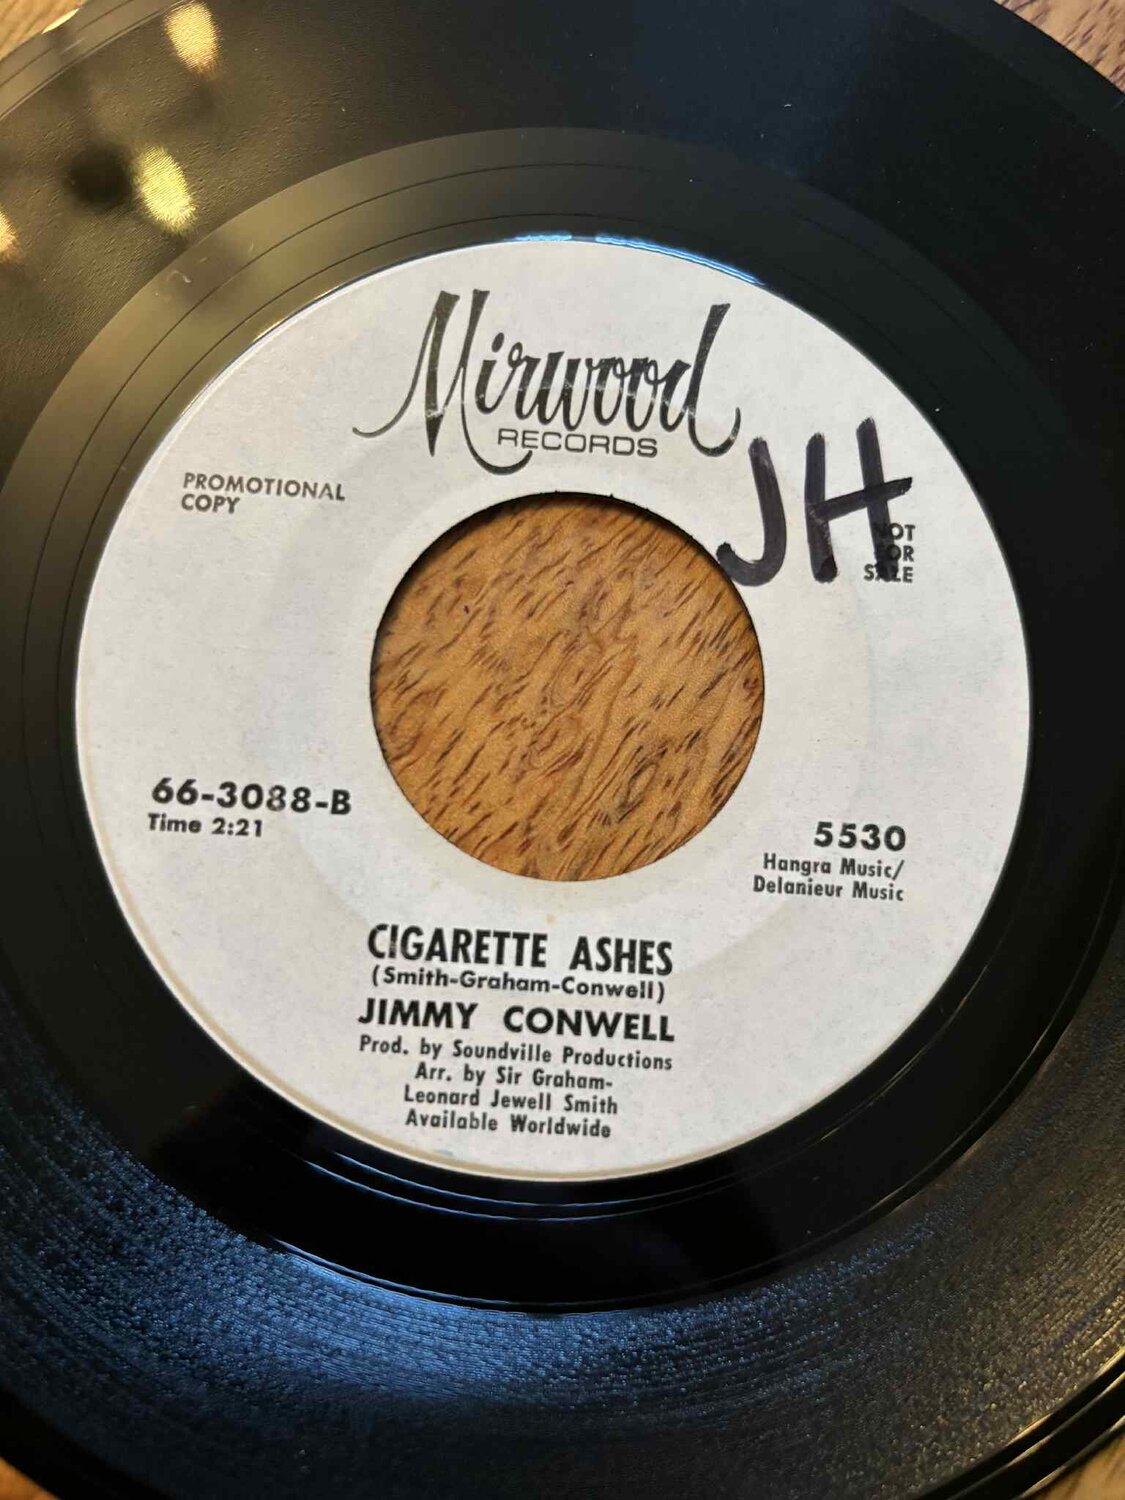 Mirwood
RECORDS
PROMOTIONAL
COPY
JH
NOT
FOR
SALE
66-3088-B
Time 2:21
5530
Hangra Music/
Delanieur Music
CIGARETTE ASHES
(Smith-Graham-Conwell)
JIMMY CONWELL
Prod. by Soundville Productions
Arr. by Sir Graham-
Leonard Jewell Smith
Available Worldwide